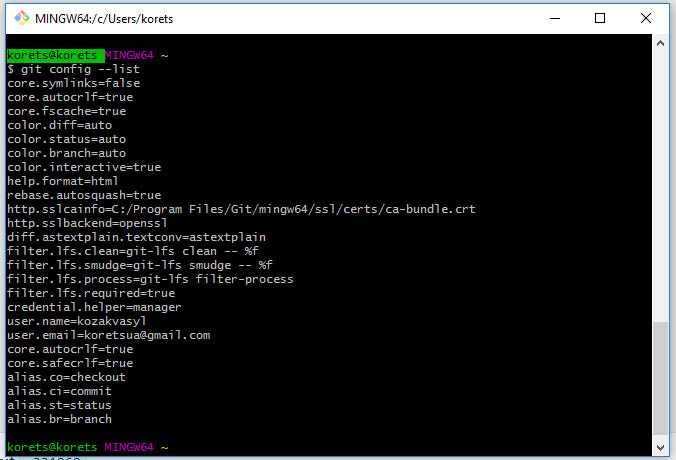 MINGW64:/c/Users/korets
korets@korets MINGW64 ~
$ git config --list
core.symlinks=false
core.autocrlf=true
core.fscache=true
color.diff=auto
color.status=auto
color.branch=auto
color.interactive=true
help.format=html
rebase.autosquash=true
http.sslcainfo=C:/Program Files/Git/mingw64/ssl/certs/ca-bundle.crt
http.sslbackend=openssl
diff.astextplain.textconv=astextplain
filter.lfs.clean=git-lfs clean -- %f
filter.lfs.smudge=git-lfs smudge -- %f
filter.lfs.process=git-lfs filter-process
filter.lfs.required=true
credential.helper=manager
user.name=kozakvasyl
user.email=koretsua@gmail.com
core.autocrlf=true
core.safecrlf=true
alias.co=checkout
alias.ci=commit
alias.st=status
alias.br=branch
korets@korets MINGW64 ~